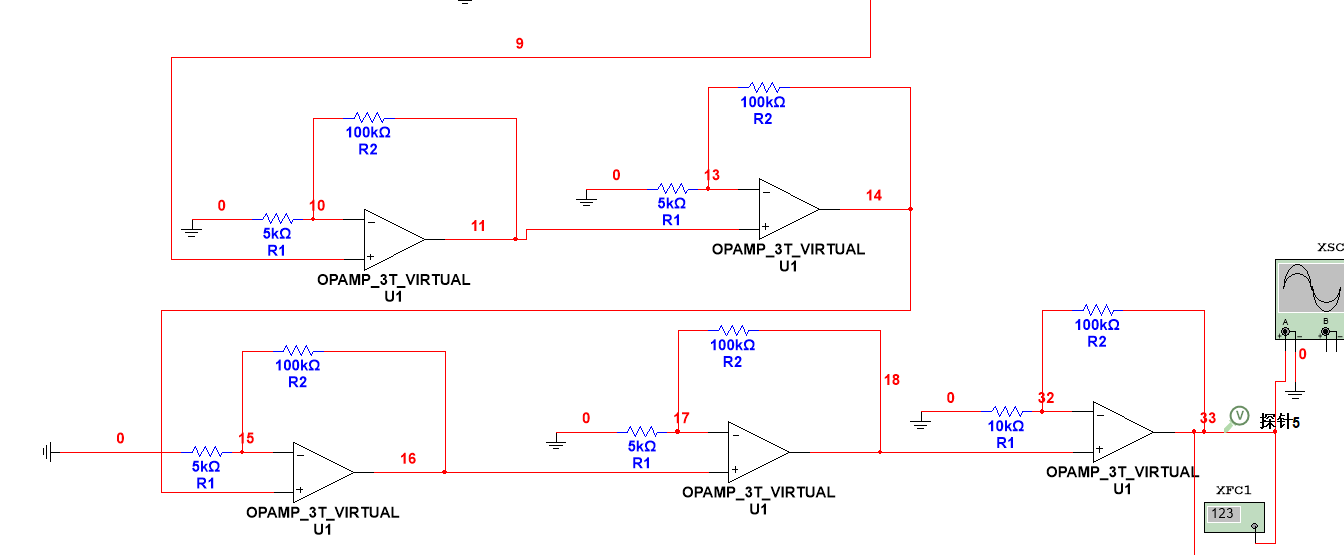 9
100kΩ
R2
0
13
5kΩ
R1
14
OPAMP_3T_VIRTUAL
U1
100kΩ
R2
0
10
5kΩ
R1
11
OPAMP_3T_VIRTUAL
U1
XSC
A
B
0
100kΩ
R2
0
15
5kΩ
R1
16
OPAMP_3T_VIRTUAL
U1
100kΩ
R2
18
0
17
5kΩ
R1
OPAMP_3T_VIRTUAL
U1
100kΩ
R2
0
32
10kΩ
R1
33
V
探针5
OPAMP_3T_VIRTUAL
U1
XFC1
123